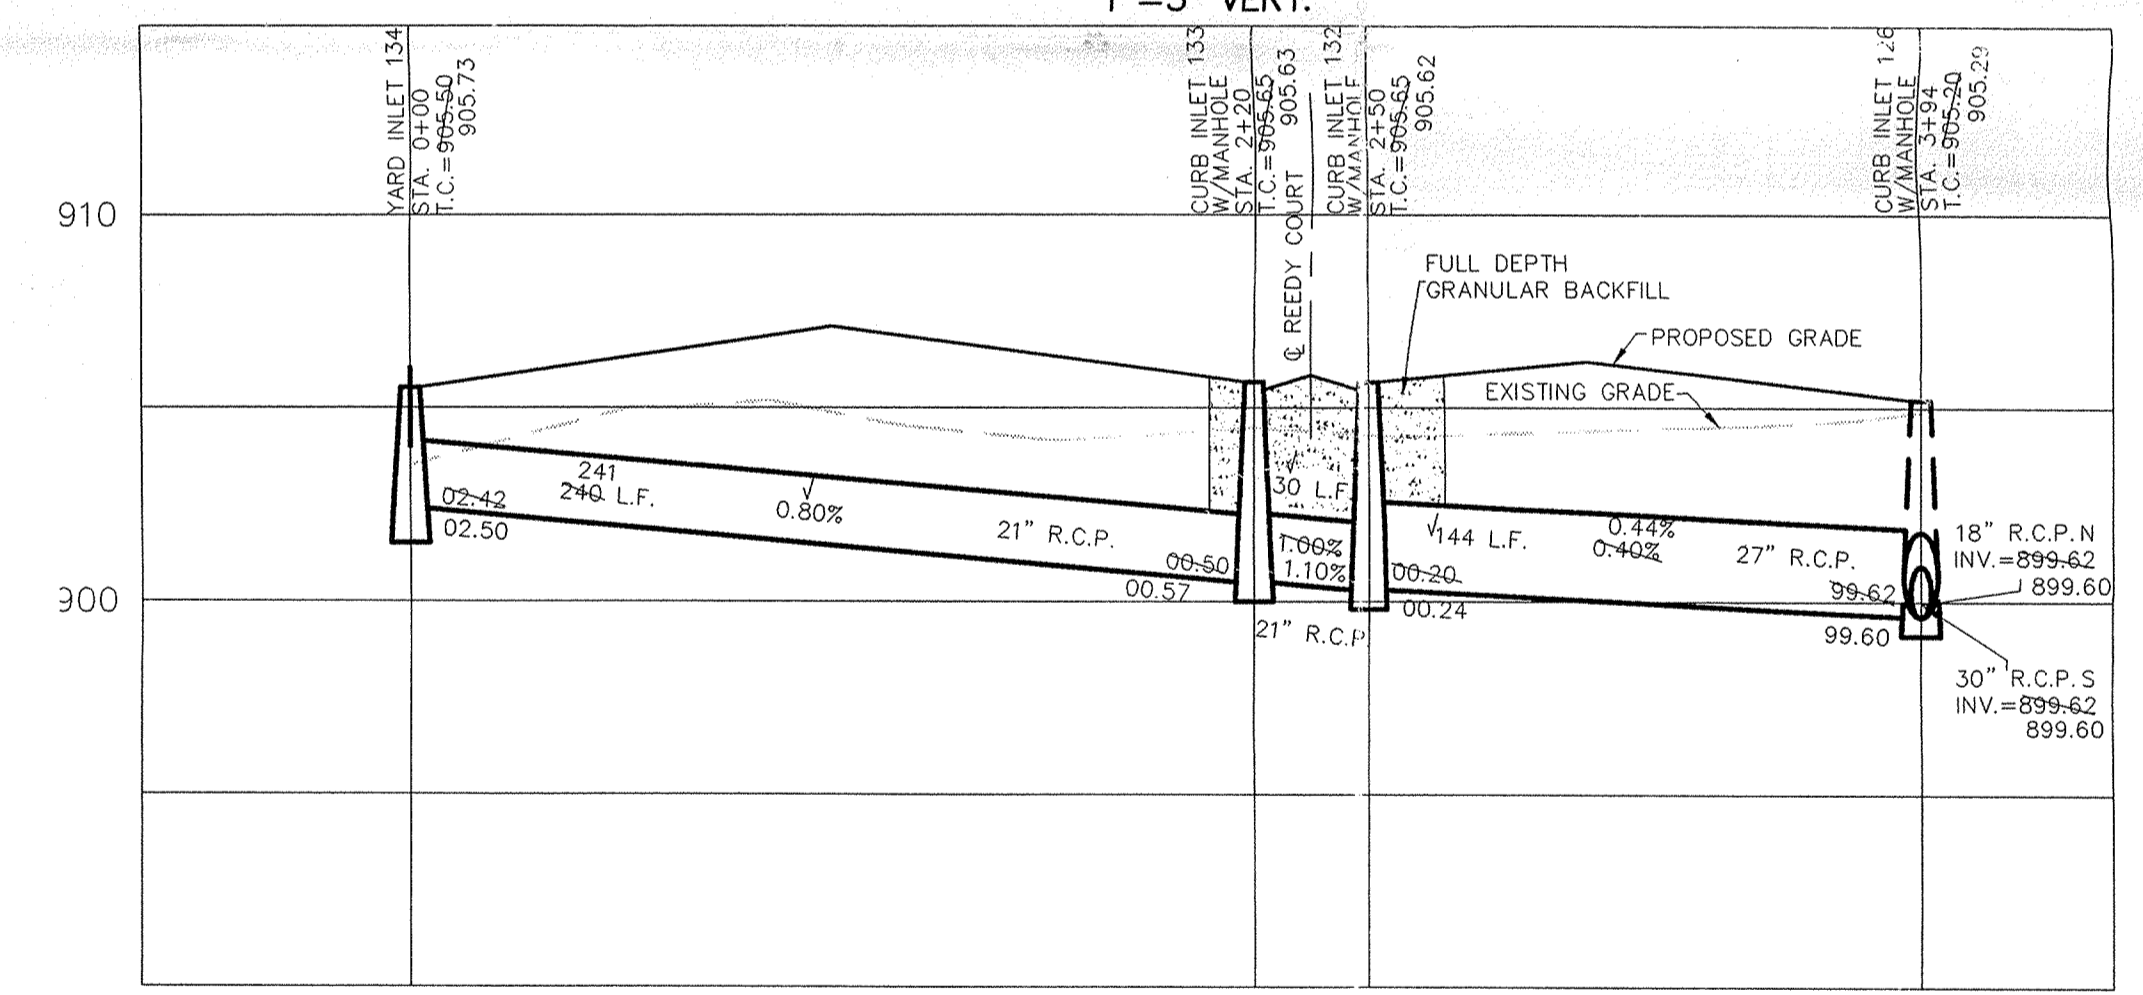 1"=5' VERT.
YARD INLET 134
STA. 0+00
T.C.=905.50
905.73
CURB INLET 133
W/MANHOLE
STA. 2+20
T.C.=905.65
905.63
℄ REEDY COURT
CURB INLET 132
W/MANHOLE
STA. 2+50
T.C.=905.65
905.62
CURB INLET 126
W/MANHOLE
STA. 3+94
T.C.=905.20
905.29
910
FULL DEPTH
GRANULAR BACKFILL
PROPOSED GRADE
EXISTING GRADE
241
240 L.F.
02.42
02.50
√
0.80%
21" R.C.P.
00.50
00.57
√
30 L.F.
1.00%
1.10%
21" R.C.P.
√144 L.F.
0.44%
0.40%
27" R.C.P.
00.20
00.24
99.62
99.60
18" R.C.P. N
INV.=899.62
899.60
900
30" R.C.P. S
INV.=899.62
899.60